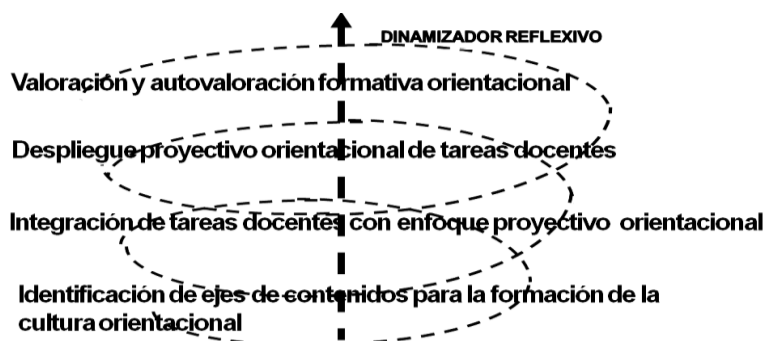 DINAMIZADOR REFLEXIVO
Valoración y autovaloración formativa orientacional
Despliegue proyectivo orientacional de tareas docentes
Integración de tareas docentes con enfoque proyectivo orientacional
Identificación de ejes de contenidos para la formación de la
cultura orientacional